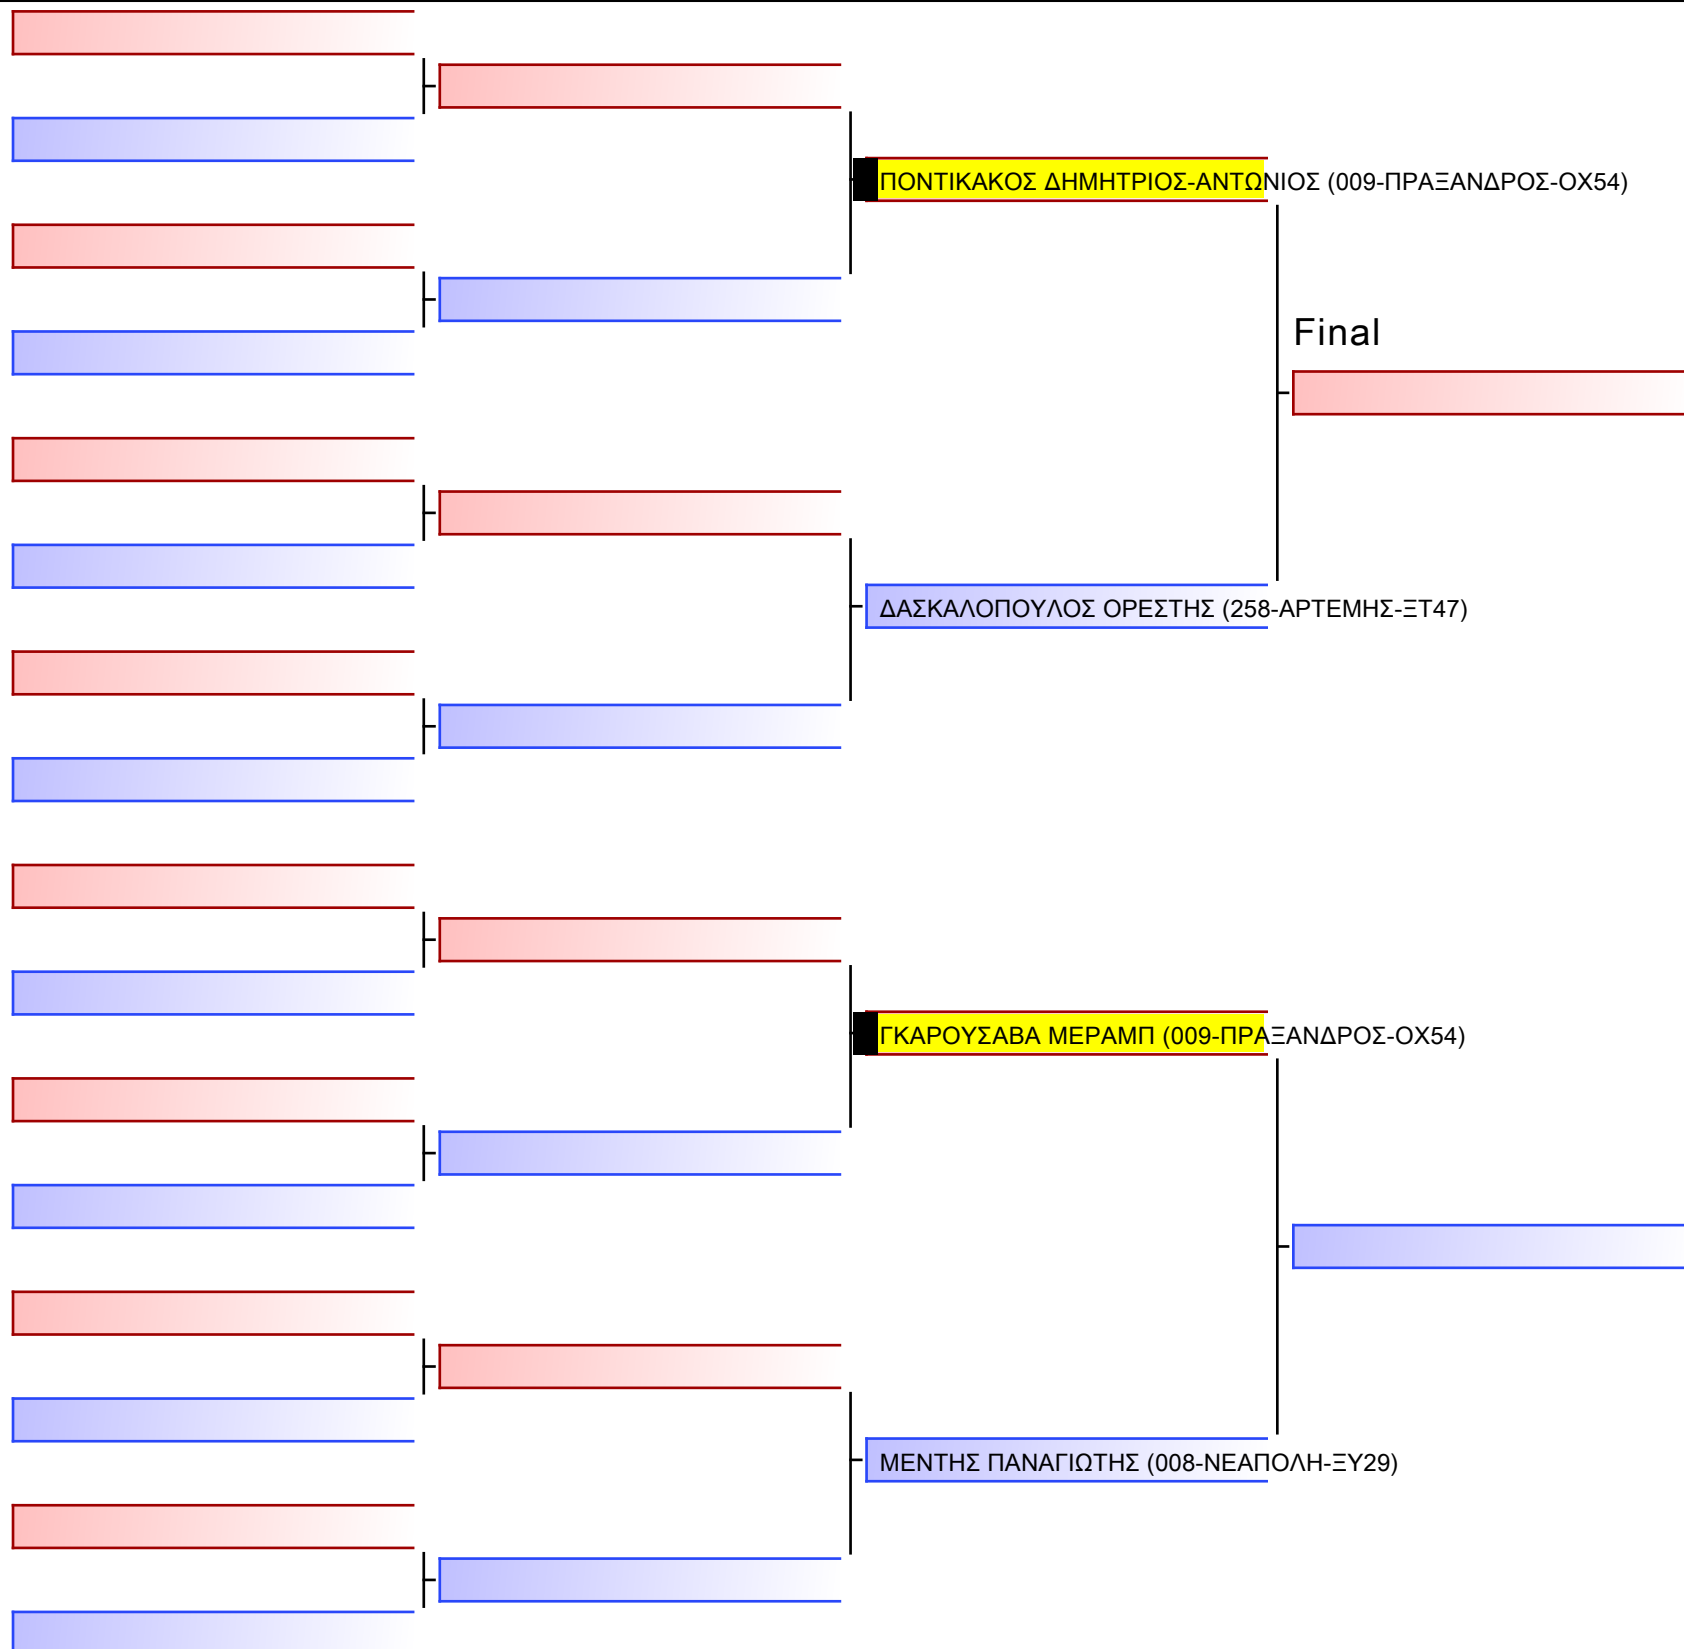 ΠΟΝΤΙΚΑΚΟΣ ΔΗΜΗΤΡΙΟΣ-ΑΝΤΩΝΙΟΣ (009-ΠΡΑΞΑΝΔΡΟΣ-ΟΧ54)
Final
ΔΑΣΚΑΛΟΠΟΥΛΟΣ ΟΡΕΣΤΗΣ (258-ΑΡΤΕΜΗΣ-ΞΤ47)
ΓΚΑΡΟΥΣΑΒΑ ΜΕΡΑΜΠ (009-ΠΡΑΞΑΝΔΡΟΣ-ΟΧ54)
ΜΕΝΤΗΣ ΠΑΝΑΓΙΩΤΗΣ (008-ΝΕΑΠΟΛΗ-ΞΥ29)